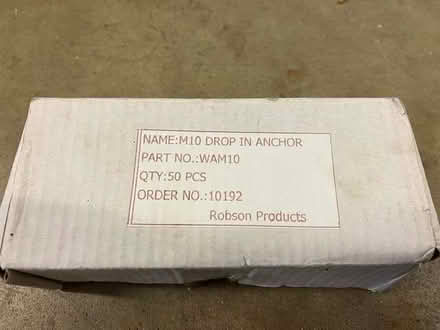 NAME:M10 DROP IN ANCHOR
PART NO.:WAM10
QTY:50 PCS
ORDER NO.:10192
Robson Products